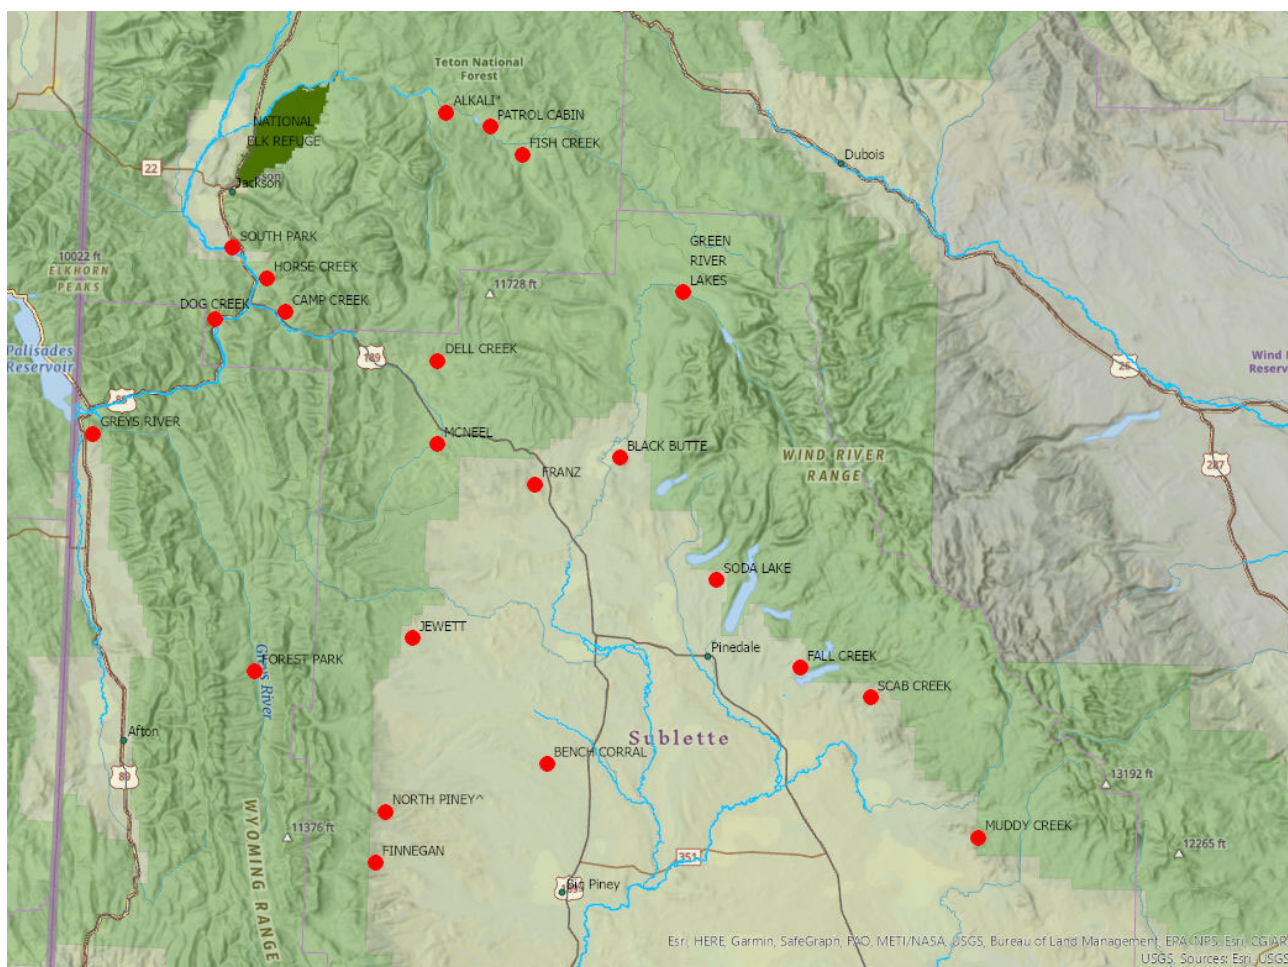 Teton National
Forest
ALKALI*
NATIONAL
PATROL CABIN
ELK REFUGE
FISH CREEK
Dubois
22
Jackson
SOUTH PARK
GREEN
RIVER
LAKES
10022 ft
ELKHORN
PEAKS
HORSE CREEK
11728 ft
DOG CREEK
CAMP CREEK
Palisades
Reservoir
189
DELL CREEK
Wind
Reserv
26
89
GREYS RIVER
MCNEEL
BLACK BUTTE
WIND RIVER
RANGE
287
FRANZ
SODA LAKE
JEWETT
Pinedale
FOREST PARK
Greys River
FALL CREEK
SCAB CREEK
Afton
Sublette
BENCH CORRAL
89
13192 ft
NORTH PINEY^
WYOMING RANGE
11376 ft
MUDDY CREEK
FINNEGAN
351
12265 ft
Big Piney
Esri, HERE, Garmin, SafeGraph, FAO, METI/NASA, USGS, Bureau of Land Management, EPA, NPS, Esri, CGIAR
USGS, Sources: Esri, USGS